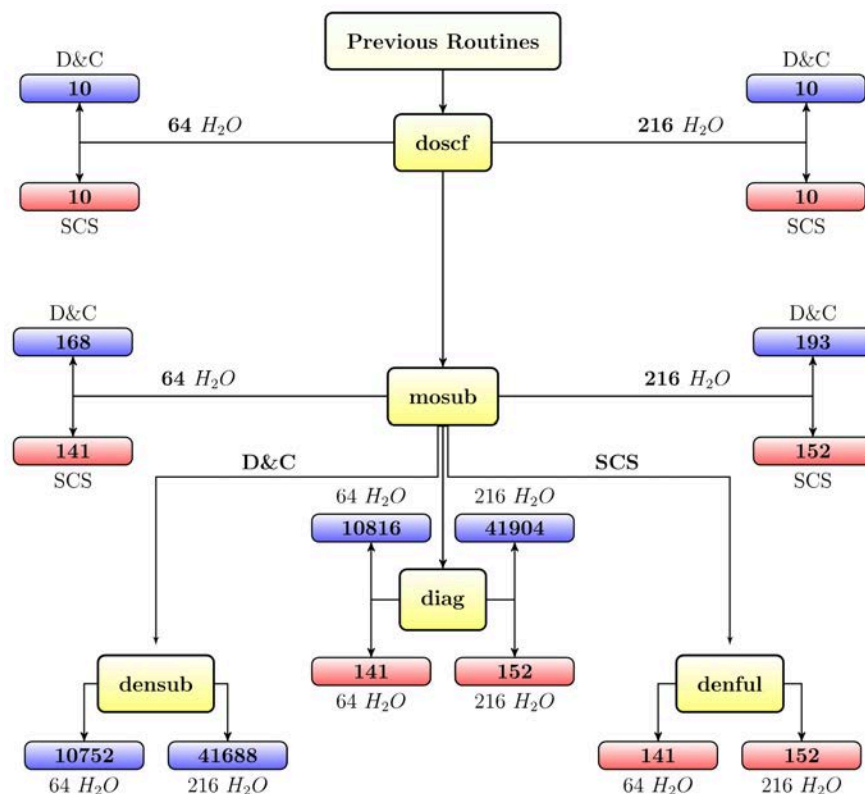 Previous Routines
D&C
10
64 H₂O
10
SCS
doscf
D&C
10
216 H₂O
10
SCS
D&C
168
64 H₂O
141
SCS
mosub
D&C
193
216 H₂O
152
SCS
D&C
SCS
64 H₂O
216 H₂O
10816
41904
diag
141
152
64 H₂O
216 H₂O
densub
10752
41688
64 H₂O
216 H₂O
denful
141
152
64 H₂O
216 H₂O